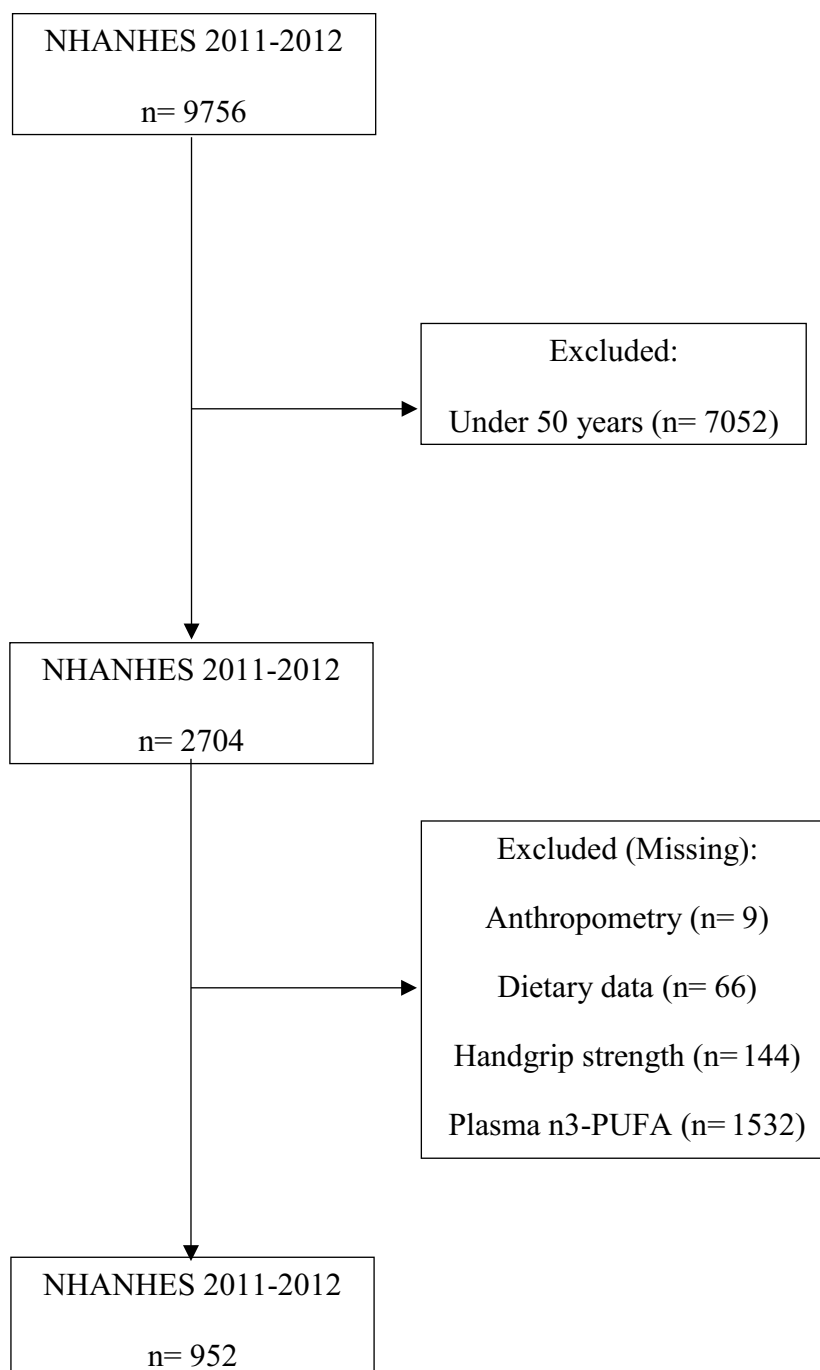 NHANHES 2011-2012
n= 9756
Excluded:
Under 50 years (n= 7052)
NHANHES 2011-2012
n= 2704
Excluded (Missing):
Anthropometry (n= 9)
Dietary data (n= 66)
Handgrip strength (n= 144)
Plasma n3-PUFA (n= 1532)
NHANHES 2011-2012
n= 952